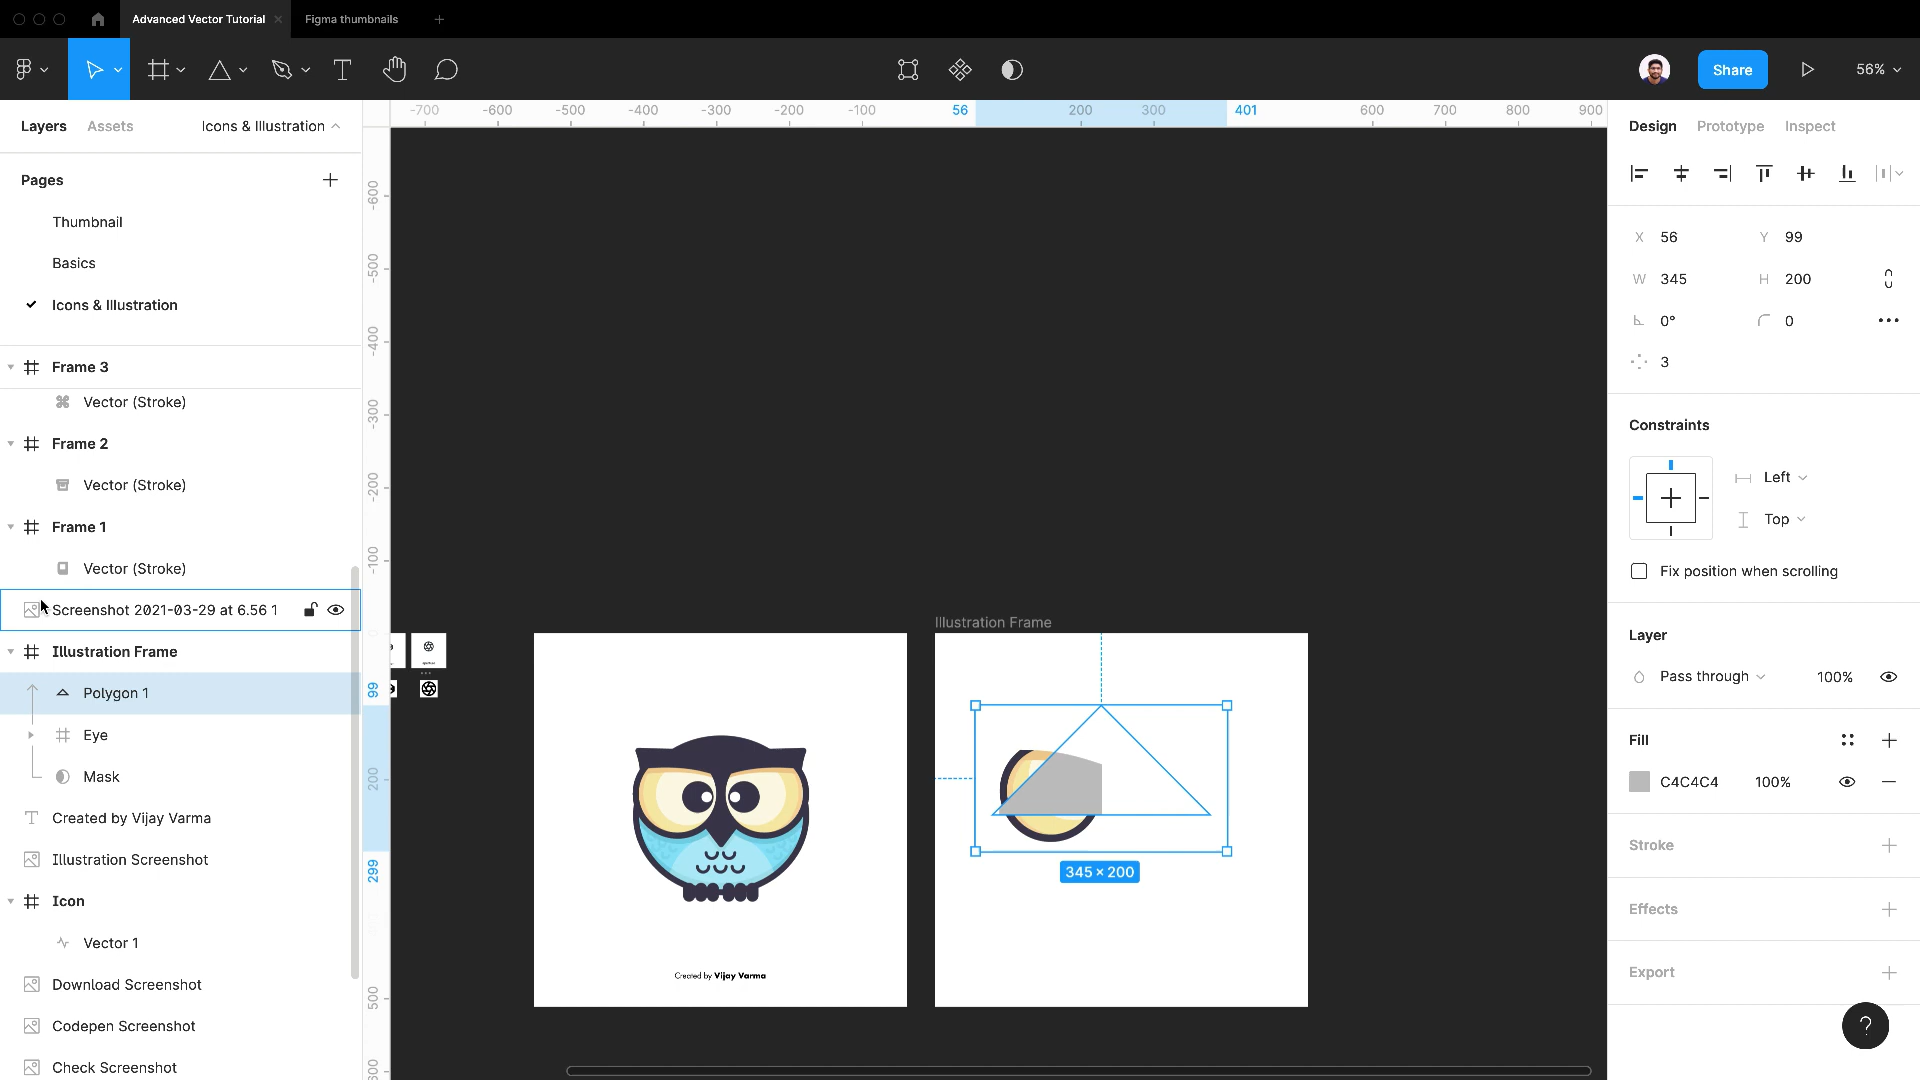 Advanced Vector Tutorial
Figma thumbnails
Share
56%
Layers
Assets
Icons & Illustration
-700
-600
-500
-400
-300
-200
-100
56
200
300
401
600
700
800
900
Design
Prototype
Inspect
Pages
Thumbnail
Basics
Icons & Illustration
Frame 3
Vector (Stroke)
Frame 2
Vector (Stroke)
Frame 1
Vector (Stroke)
Screenshot 2021-03-29 at 6.56 1
Illustration Frame
Polygon 1
Eye
Mask
Created by Vijay Varma
Illustration Screenshot
Icon
Vector 1
Download Screenshot
Codepen Screenshot
Check Screenshot
-600
-500
-400
-300
-200
-100
99
200
299
500
Illustration Frame
345 × 200
Created by Vijay Varma
X 56
Y 99
W 345
H 200
0°
0
3
Constraints
Left
Top
Fix position when scrolling
Layer
Pass through
100%
Fill
C4C4C4
100%
Stroke
Effects
Export
?